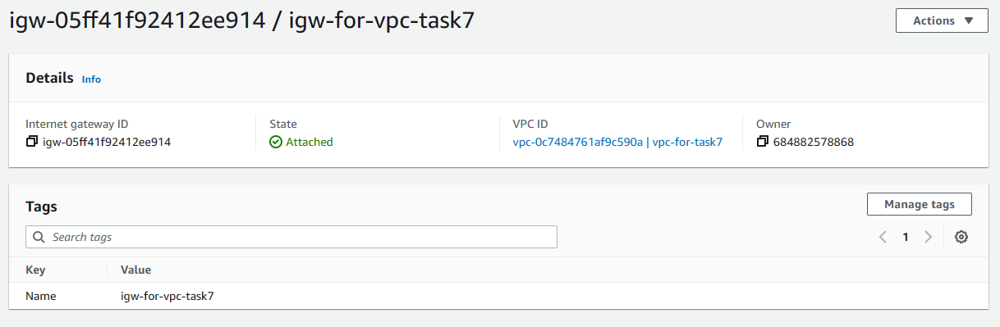 igw-05ff41f92412ee914 / igw-for-vpc-task7
Actions
Details Info
Internet gateway ID
igw-05ff41f92412ee914
State
Attached
VPC ID
vpc-0c7484761af9c590a | vpc-for-task7
Owner
684882578868
Tags
Manage tags
Search tags
1
Key Value
Name igw-for-vpc-task7